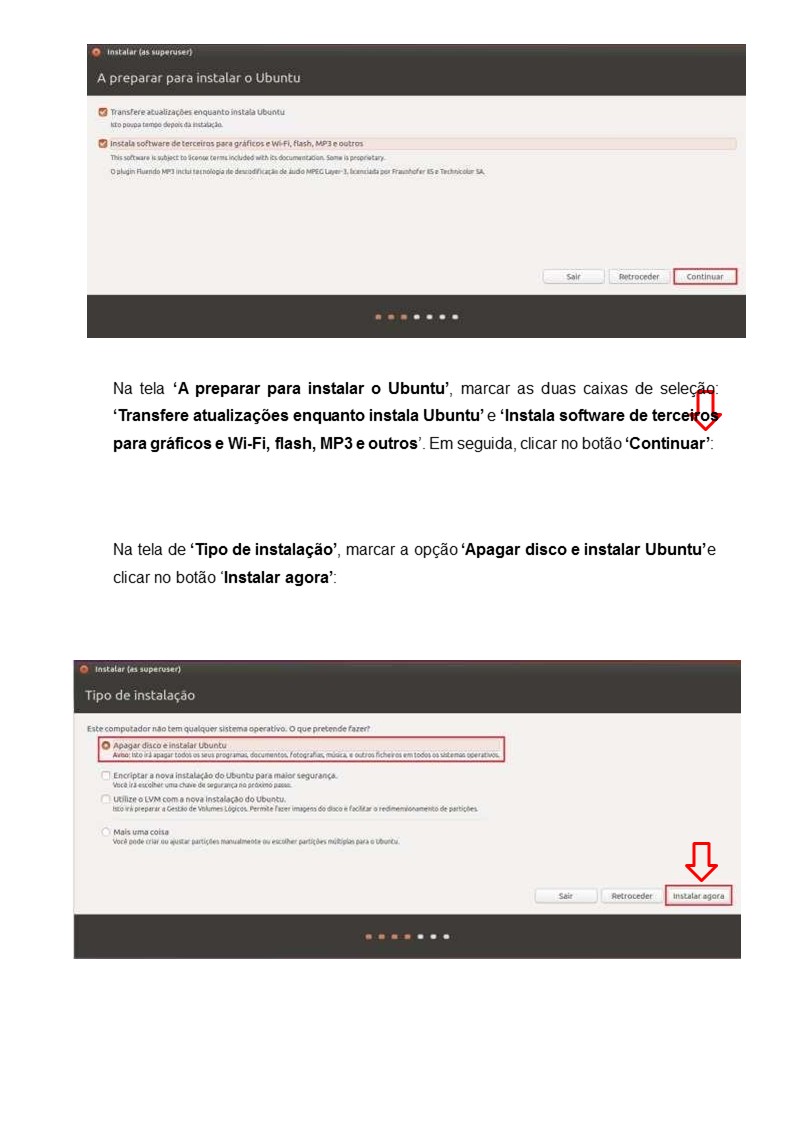 Instalar (as superuser)
A preparar para instalar o Ubuntu
Transfere atualizações enquanto instala Ubuntu
Isto poupa tempo depois da instalação.
Instala software de terceiros para gráficos e Wi-Fi, flash, MP3 e outros
This software is subject to license terms included with its documentation. Some is proprietary.
O plugin Fluendo MP3 inclui tecnologia de descodificação de áudio MPEG Layer-3, licenciada por Fraunhofer IIS e Technicolor SA.
Sair Retroceder Continuar
Na tela ‘A preparar para instalar o Ubuntu’, marcar as duas caixas de seleção:
‘Transfere atualizações enquanto instala Ubuntu’ e ‘Instala software de terceiros
para gráficos e Wi-Fi, flash, MP3 e outros’. Em seguida, clicar no botão ‘Continuar’:
Na tela de ‘Tipo de instalação’, marcar a opção ‘Apagar disco e instalar Ubuntu’ e
clicar no botão ‘Instalar agora’:
Instalar (as superuser)
Tipo de instalação
Este computador não tem qualquer sistema operativo. O que pretende fazer?
Apagar disco e instalar Ubuntu
Aviso: Isto irá apagar todos os seus programas, documentos, fotografias, música, e outros ficheiros em todos os sistemas operativos.
Encriptar a nova instalação do Ubuntu para maior segurança.
Você irá escolher uma chave de segurança no próximo passo.
Utilize o LVM com a nova instalação do Ubuntu.
Isto irá preparar a Gestão de Volumes Lógicos. Permite fazer imagens do disco e facilitar o redimensionamento de partições.
Mais uma coisa
Você pode criar ou ajustar partições manualmente ou escolher partições múltiplas para o Ubuntu.
Sair Retroceder Instalar agora